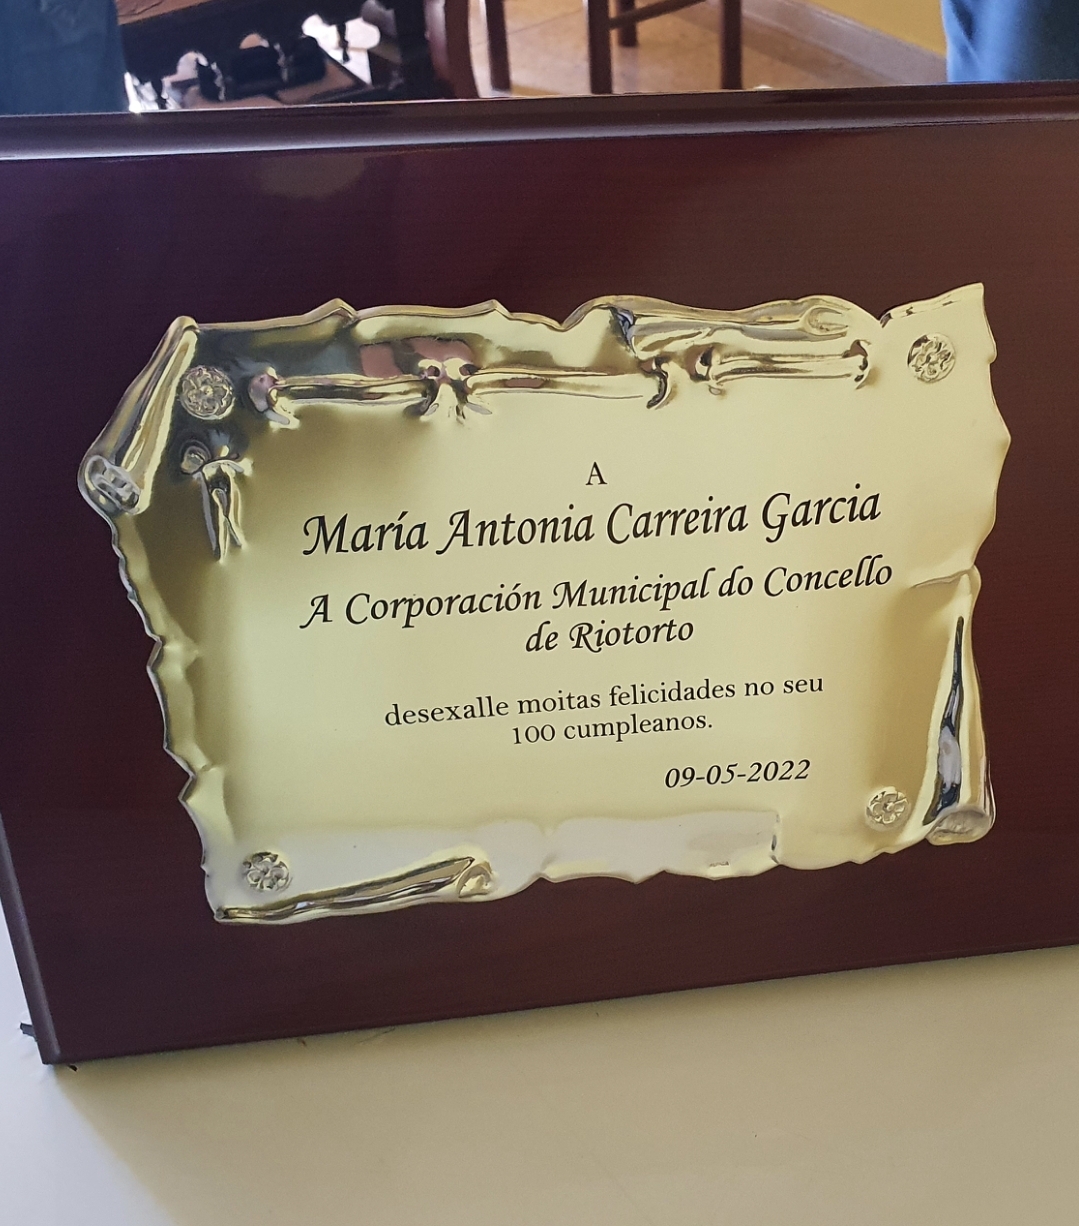 A
María Antonia Carreira Garcia
A Corporación Municipal do Concello
de Riotorto
desexalle moitas felicidades no seu
100 cumpleanos.
09-05-2022